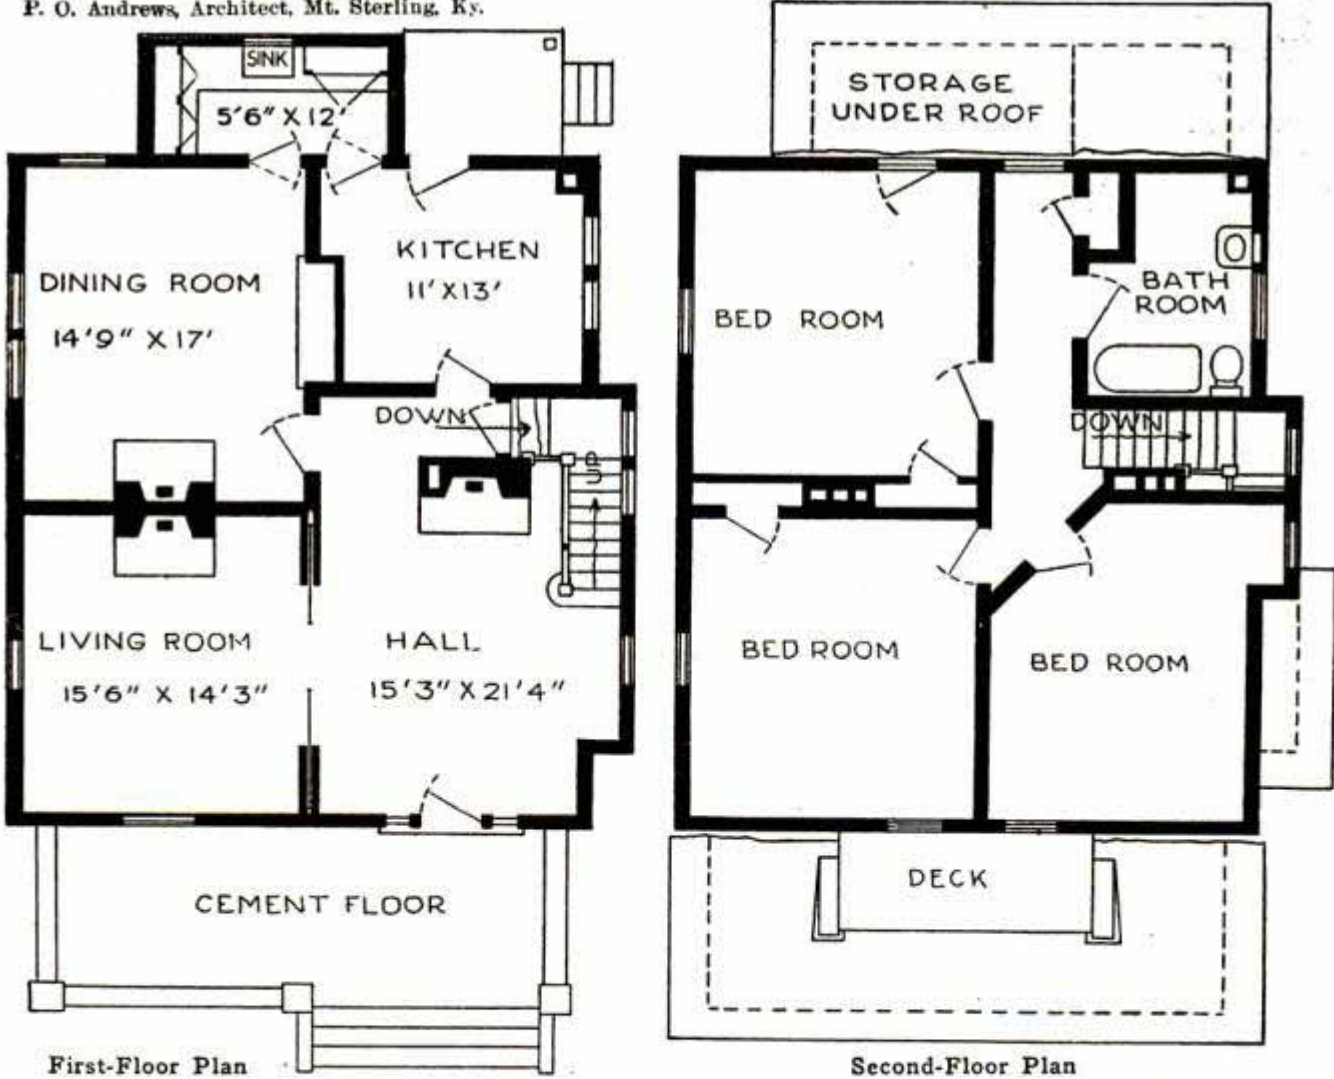 P. O. Andrews, Architect, Mt. Sterling, Ky.
SINK
5'6" X 12'
KITCHEN
11' X 13'
DINING ROOM
14'9" X 17'
DOWN
UP
LIVING ROOM
15'6" X 14'3"
HALL
15'3" X 21'4"
CEMENT FLOOR
First-Floor Plan
STORAGE
UNDER ROOF
BED ROOM
BATH
ROOM
DOWN
BED ROOM
BED ROOM
DECK
Second-Floor Plan